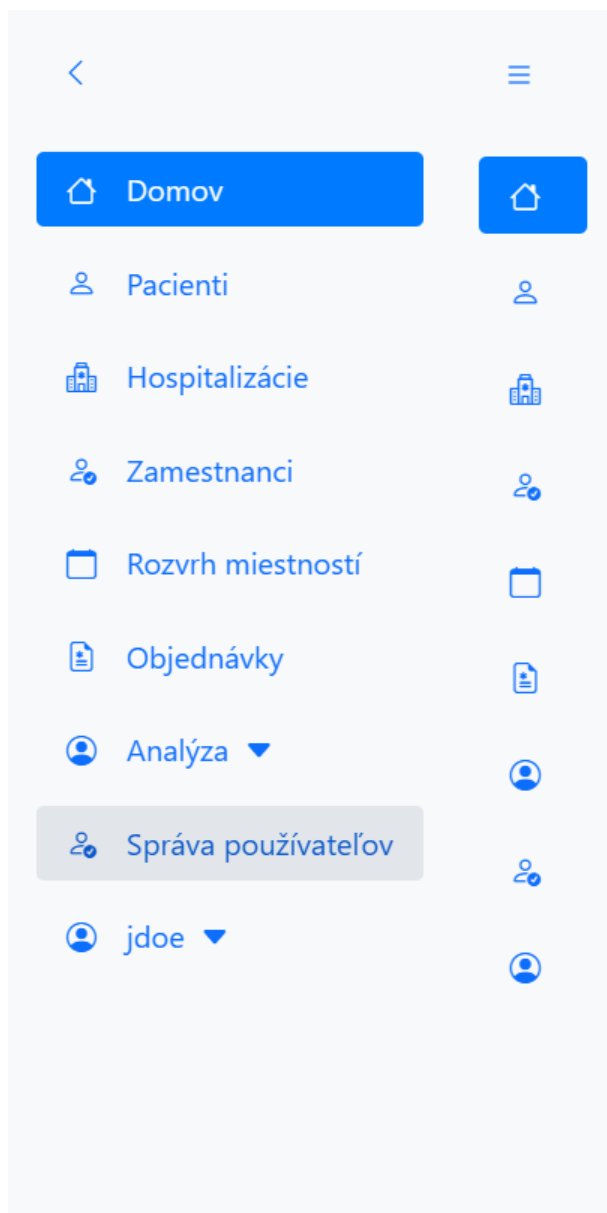 Domov
Pacienti
Hospitalizácie
Zamestnanci
Rozvrh miestností
Objednávky
Analýza
Správa používateľov
jdoe